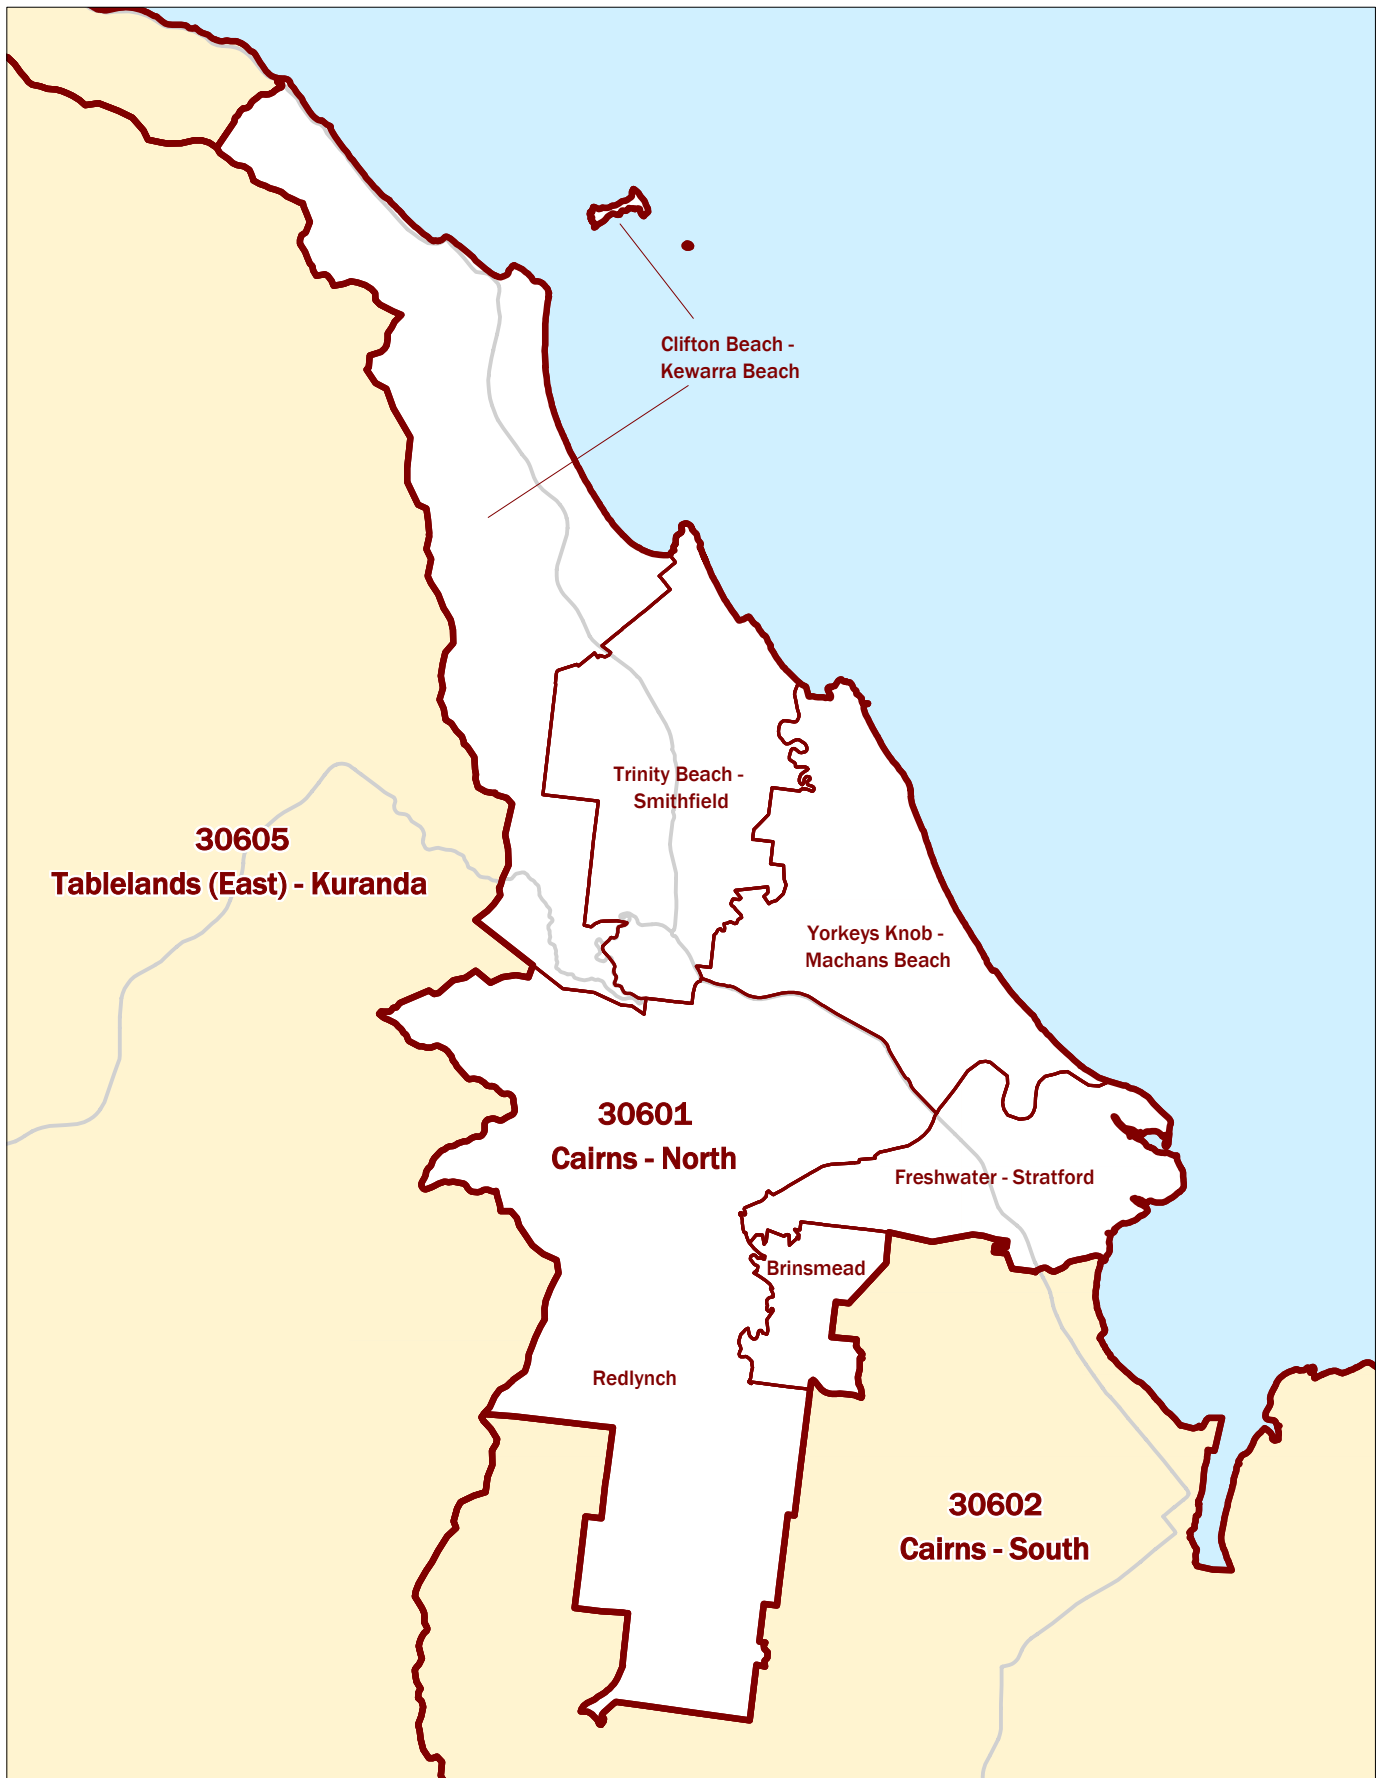 Clifton Beach -
Kewarra Beach
Trinity Beach -
Smithfield
30605
Tablelands (East) - Kuranda
Yorkeys Knob -
Machans Beach
30601
Cairns - North
Freshwater - Stratford
Brinsmead
Redlynch
30602
Cairns - South